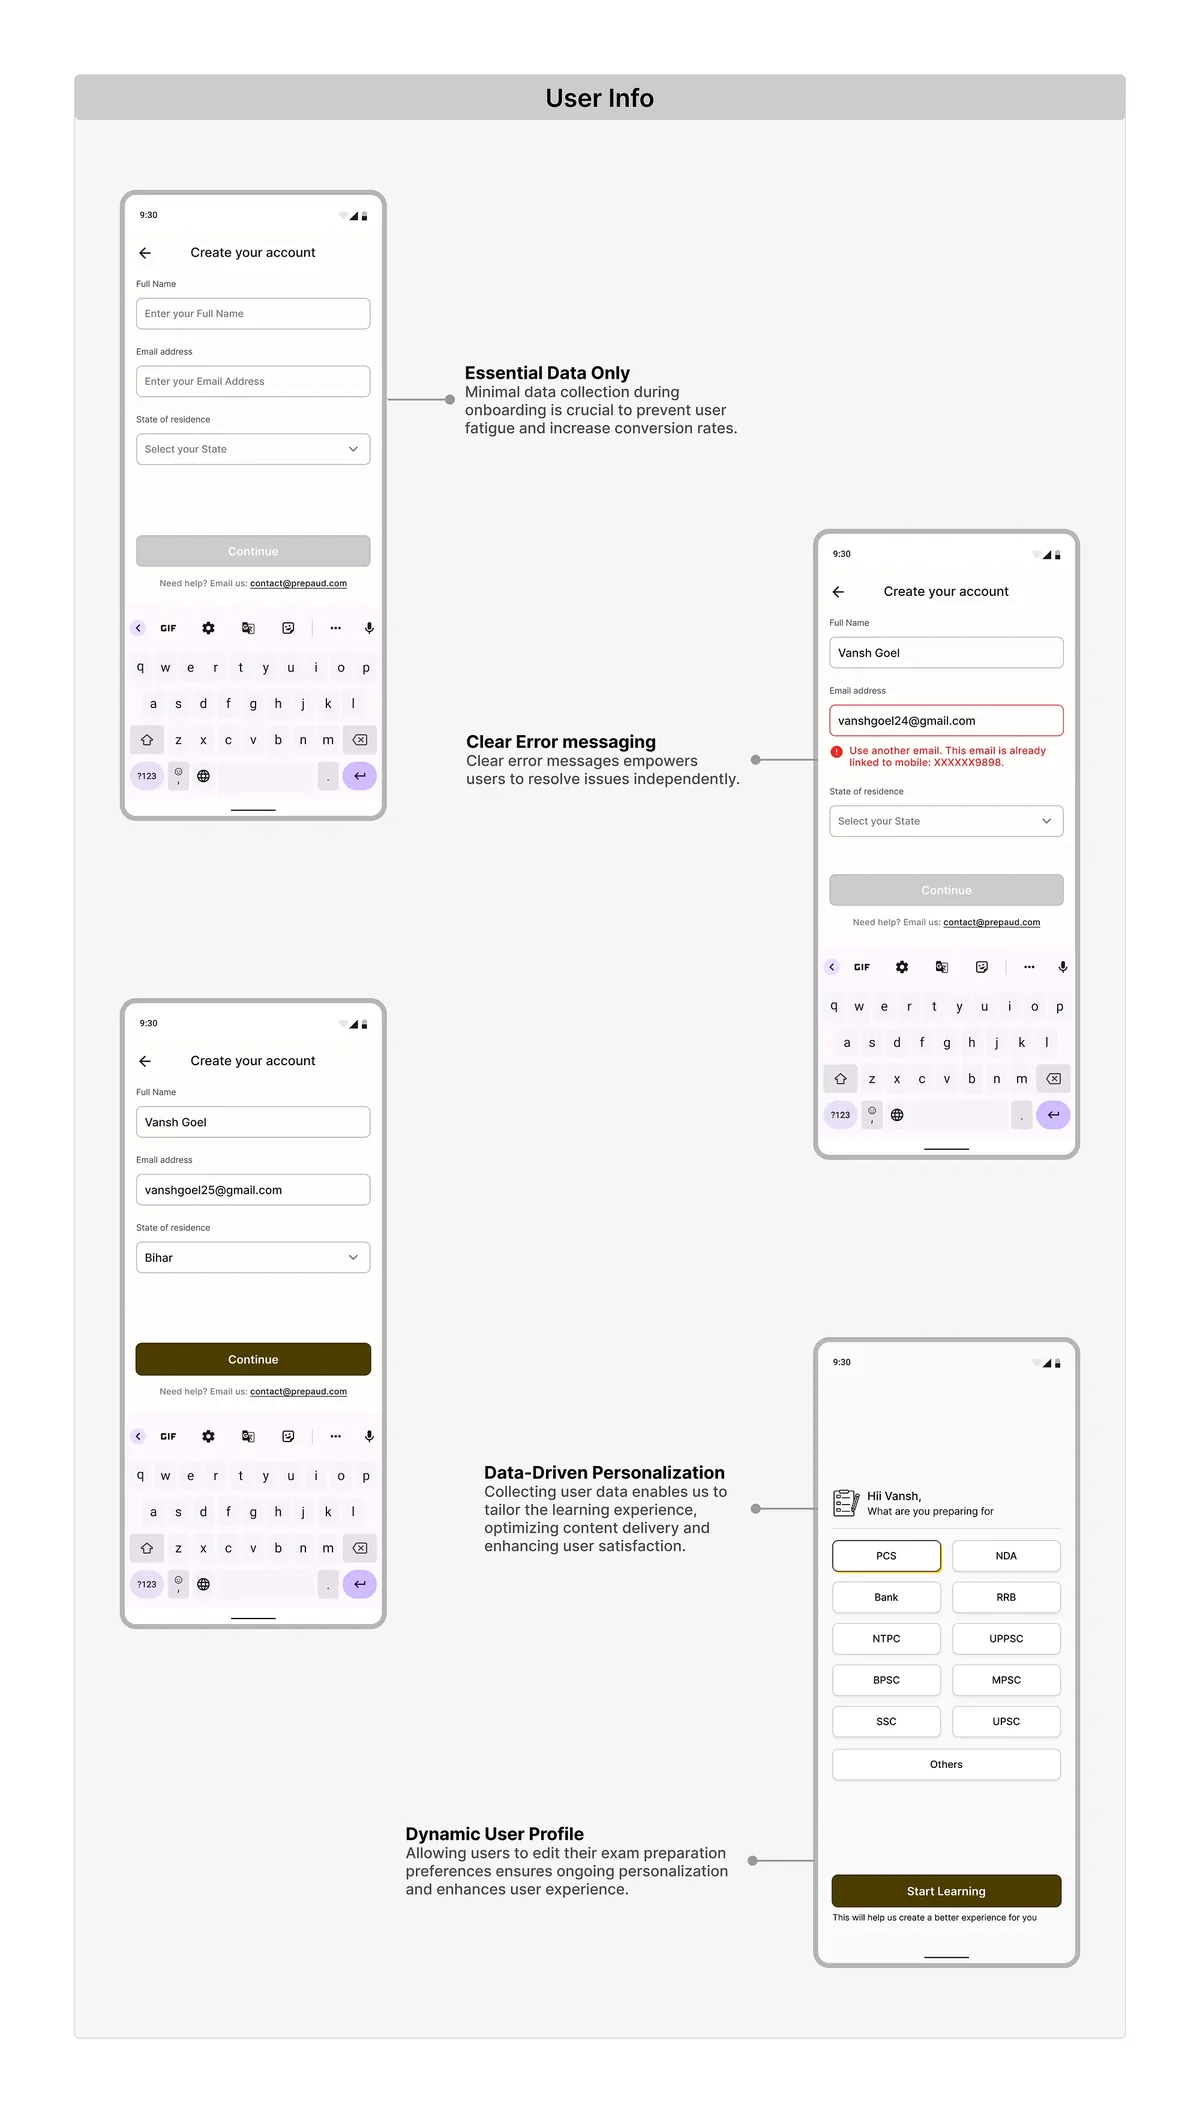 User Info
9:30
Create your account
Full Name
Enter your Full Name
Email address
Enter your Email Address
State of residence
Select your State
Continue
Need help? Email us: contact@prepaud.com
GIF
q w e r t y u i o p
a s d f g h j k l
z x c v b n m
?123 , .
Essential Data Only
Minimal data collection during
onboarding is crucial to prevent user
fatigue and increase conversion rates.
9:30
Create your account
Full Name
Vansh Goel
Email address
vanshgoel24@gmail.com
Use another email. This email is already
linked to mobile: XXXXXX9898.
State of residence
Select your State
Continue
Need help? Email us: contact@prepaud.com
GIF
q w e r t y u i o p
a s d f g h j k l
z x c v b n m
?123 , .
Clear Error messaging
Clear error messages empowers
users to resolve issues independently.
9:30
Create your account
Full Name
Vansh Goel
Email address
vanshgoel25@gmail.com
State of residence
Bihar
Continue
Need help? Email us: contact@prepaud.com
GIF
q w e r t y u i o p
a s d f g h j k l
z x c v b n m
?123 , .
Data-Driven Personalization
Collecting user data enables us to
tailor the learning experience,
optimizing content delivery and
enhancing user satisfaction.
9:30
Hii Vansh,
What are you preparing for
PCS NDA
Bank RRB
NTPC UPPSC
BPSC MPSC
SSC UPSC
Others
Start Learning
This will help us create a better experience for you
Dynamic User Profile
Allowing users to edit their exam preparation
preferences ensures ongoing personalization
and enhances user experience.